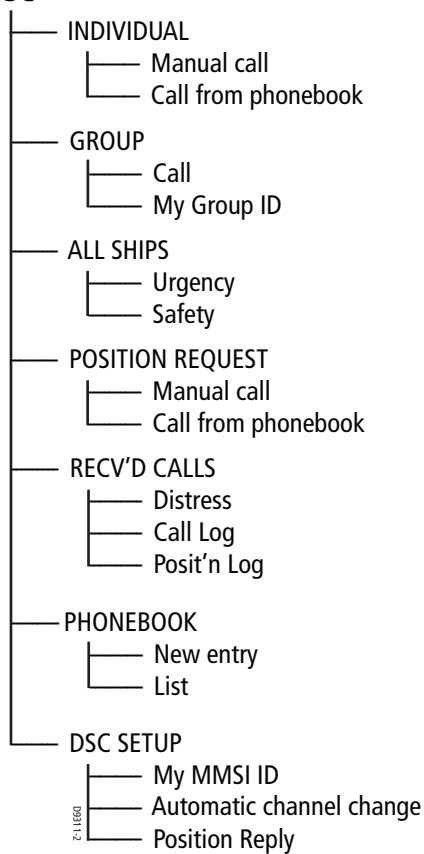 INDIVIDUAL
Manual call
Call from phonebook
GROUP
Call
My Group ID
ALL SHIPS
Urgency
Safety
POSITION REQUEST
Manual call
Call from phonebook
RECV'D CALLS
Distress
Call Log
Posit'n Log
PHONEBOOK
New entry
List
DSC SETUP
My MMSI ID
Automatic channel change
Position Reply
D9311-2